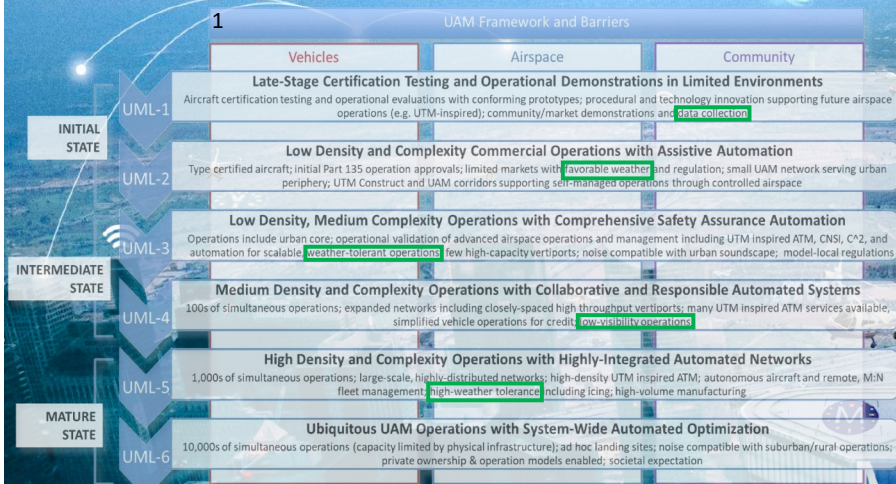 1
UAM Framework and Barriers
Vehicles
Airspace
Community
INITIAL
STATE
UML-1
Late-Stage Certification Testing and Operational Demonstrations in Limited Environments
Aircraft certification testing and operational evaluations with conforming prototypes; procedural and technology innovation supporting future airspace
operations (e.g. UTM-inspired); community/market demonstrations and data collection
UML-2
Low Density and Complexity Commercial Operations with Assistive Automation
Type certified aircraft; initial Part 135 operation approvals; limited markets with favorable weather and regulation; small UAM network serving urban
periphery; UTM Construct and UAM corridors supporting self-managed operations through controlled airspace
INTERMEDIATE
STATE
UML-3
Low Density, Medium Complexity Operations with Comprehensive Safety Assurance Automation
Operations include urban core; operational validation of advanced airspace operations and management including UTM inspired ATM, CNSI, C^2, and
automation for scalable, weather-tolerant operations; few high-capacity vertiports; noise compatible with urban soundscape; model-local regulations
UML-4
Medium Density and Complexity Operations with Collaborative and Responsible Automated Systems
100s of simultaneous operations; expanded networks including closely-spaced high throughput vertiports; many UTM inspired ATM services available,
simplified vehicle operations for credit; low-visibility operations
MATURE
STATE
UML-5
High Density and Complexity Operations with Highly-Integrated Automated Networks
1,000s of simultaneous operations; large-scale, highly-distributed networks; high-density UTM inspired ATM; autonomous aircraft and remote, M:N
fleet management; high-weather tolerance including icing; high-volume manufacturing
UML-6
Ubiquitous UAM Operations with System-Wide Automated Optimization
10,000s of simultaneous operations (capacity limited by physical infrastructure); ad hoc landing sites; noise compatible with suburban/rural operations;
private ownership & operation models enabled; societal expectation